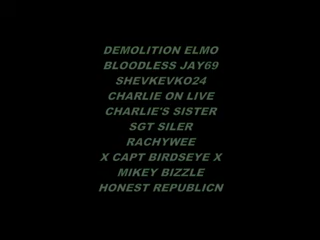 DEMOLITION ELMO
BLOODLESS JAY69
SHEVKEVKO24
CHARLIE ON LIVE
CHARLIE'S SISTER
SGT SILER
RACHYWEE
X CAPT BIRDSEYE X
MIKEY BIZZLE
HONEST REPUBLICN